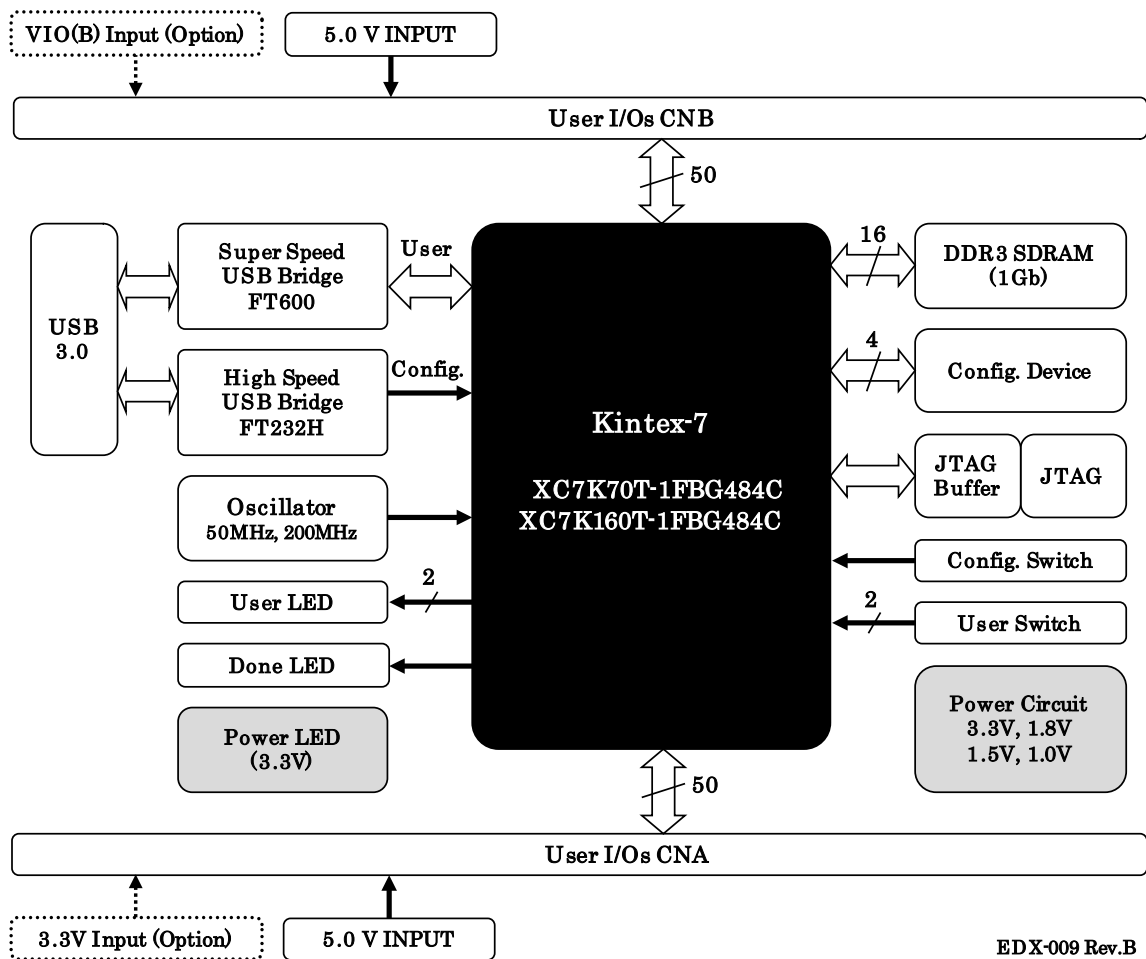 VIO(B) Input (Option)
5.0 V INPUT
User I/Os CNB
50
USB
3.0
Super Speed
USB Bridge
FT600
User
High Speed
USB Bridge
FT232H
Config.
Oscillator
50MHz, 200MHz
User LED
2
Done LED
Power LED
(3.3V)
Kintex-7
XC7K70T-1FBG484C
XC7K160T-1FBG484C
16
DDR3 SDRAM
(1Gb)
4
Config. Device
JTAG
Buffer
JTAG
Config. Switch
2
User Switch
Power Circuit
3.3V, 1.8V
1.5V, 1.0V
50
User I/Os CNA
3.3V Input (Option)
5.0 V INPUT
EDX-009 Rev.B